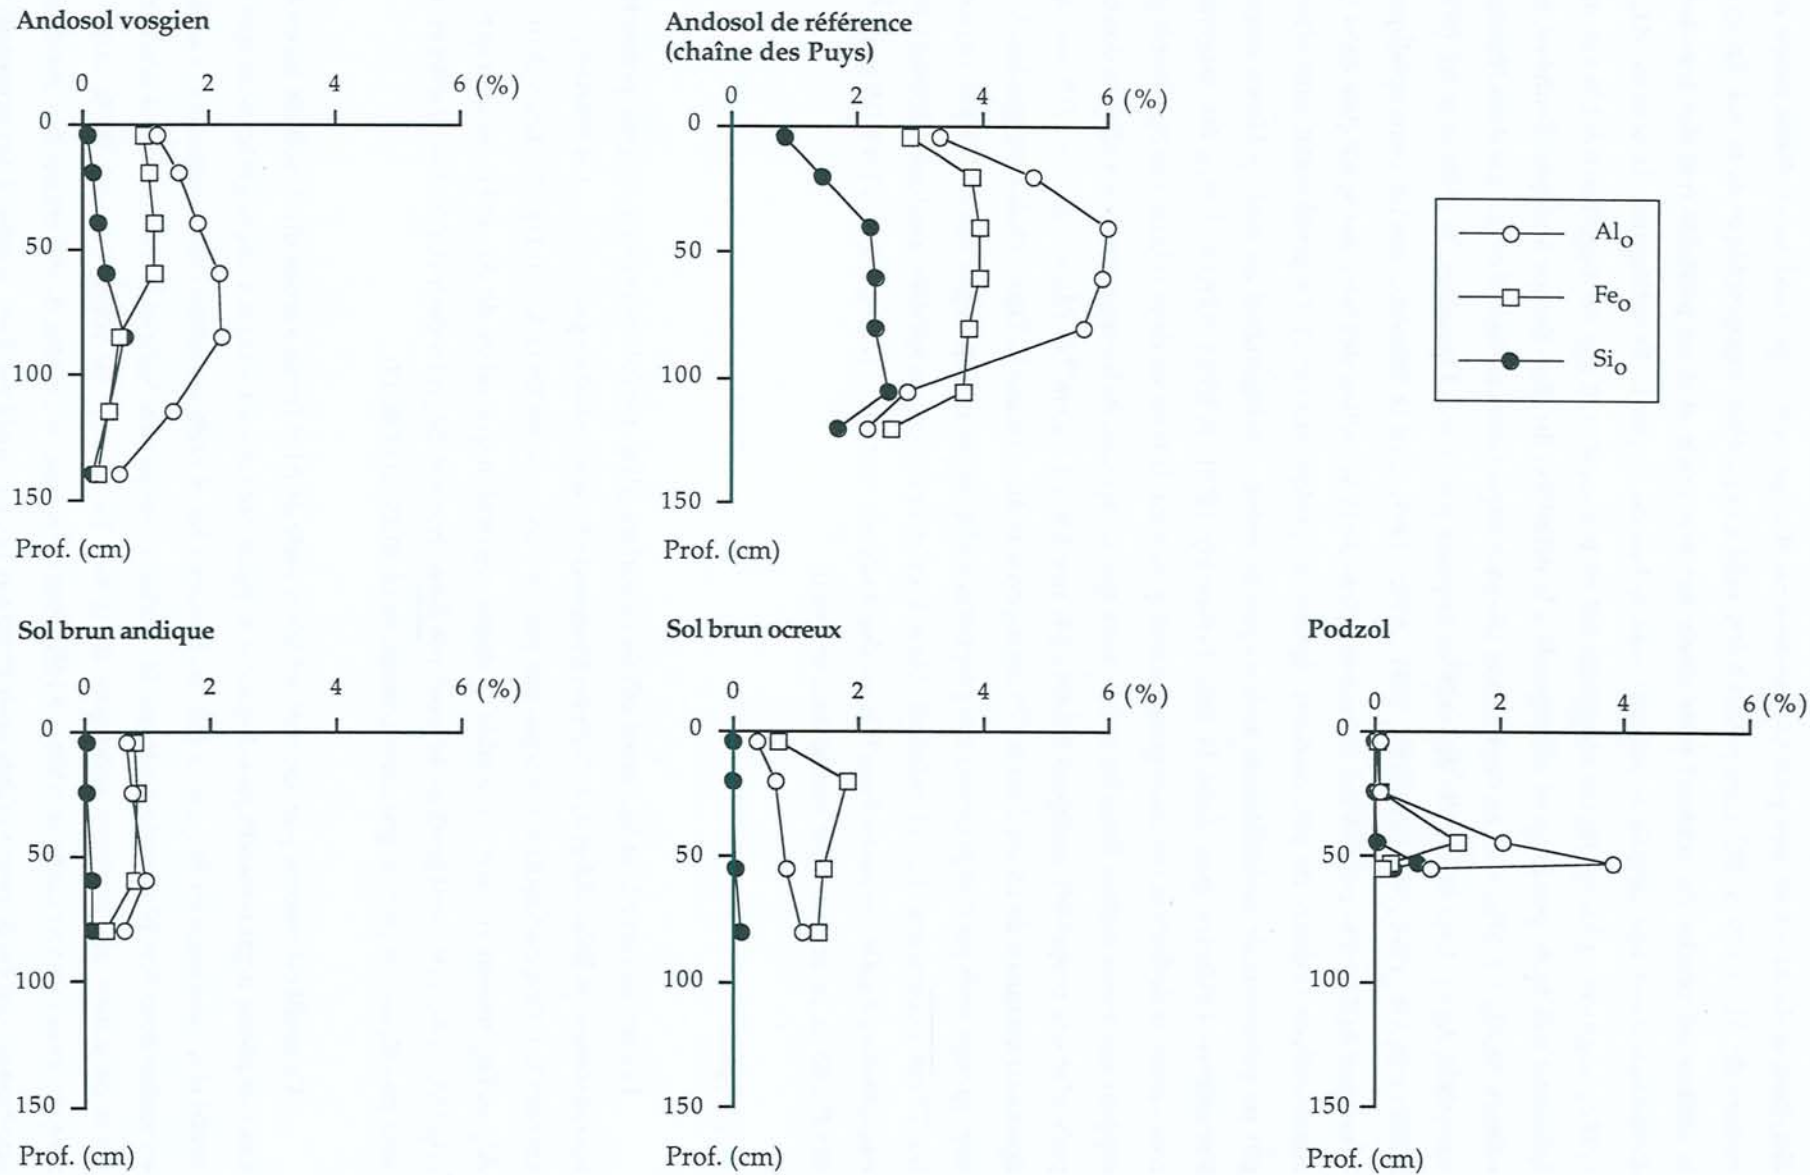 Andosol vosgien
0 2 4 6 (%)
0
50
100
150
Prof. (cm)
Andosol de référence
(chaîne des Puys)
0 2 4 6 (%)
0
50
100
150
Prof. (cm)
Alo
Feo
Sio
Sol brun andique
0 2 4 6 (%)
0
50
100
150
Prof. (cm)
Sol brun ocreux
0 2 4 6 (%)
0
50
100
150
Prof. (cm)
Podzol
0 2 4 6 (%)
0
50
100
150
Prof. (cm)